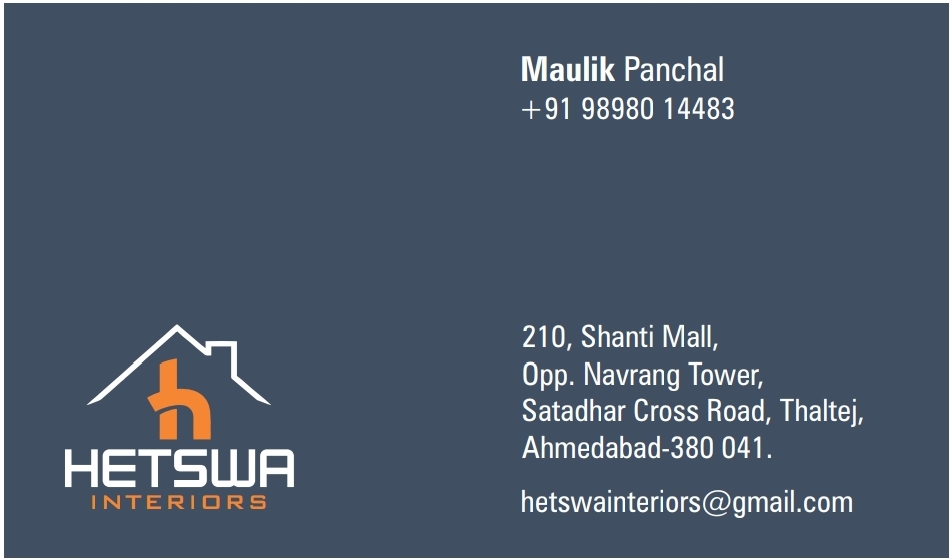 Maulik Panchal
+91 98980 14483
HETSWA
INTERIORS
210, Shanti Mall,
Opp. Navrang Tower,
Satadhar Cross Road, Thaltej,
Ahmedabad-380 041.
hetswainteriors@gmail.com